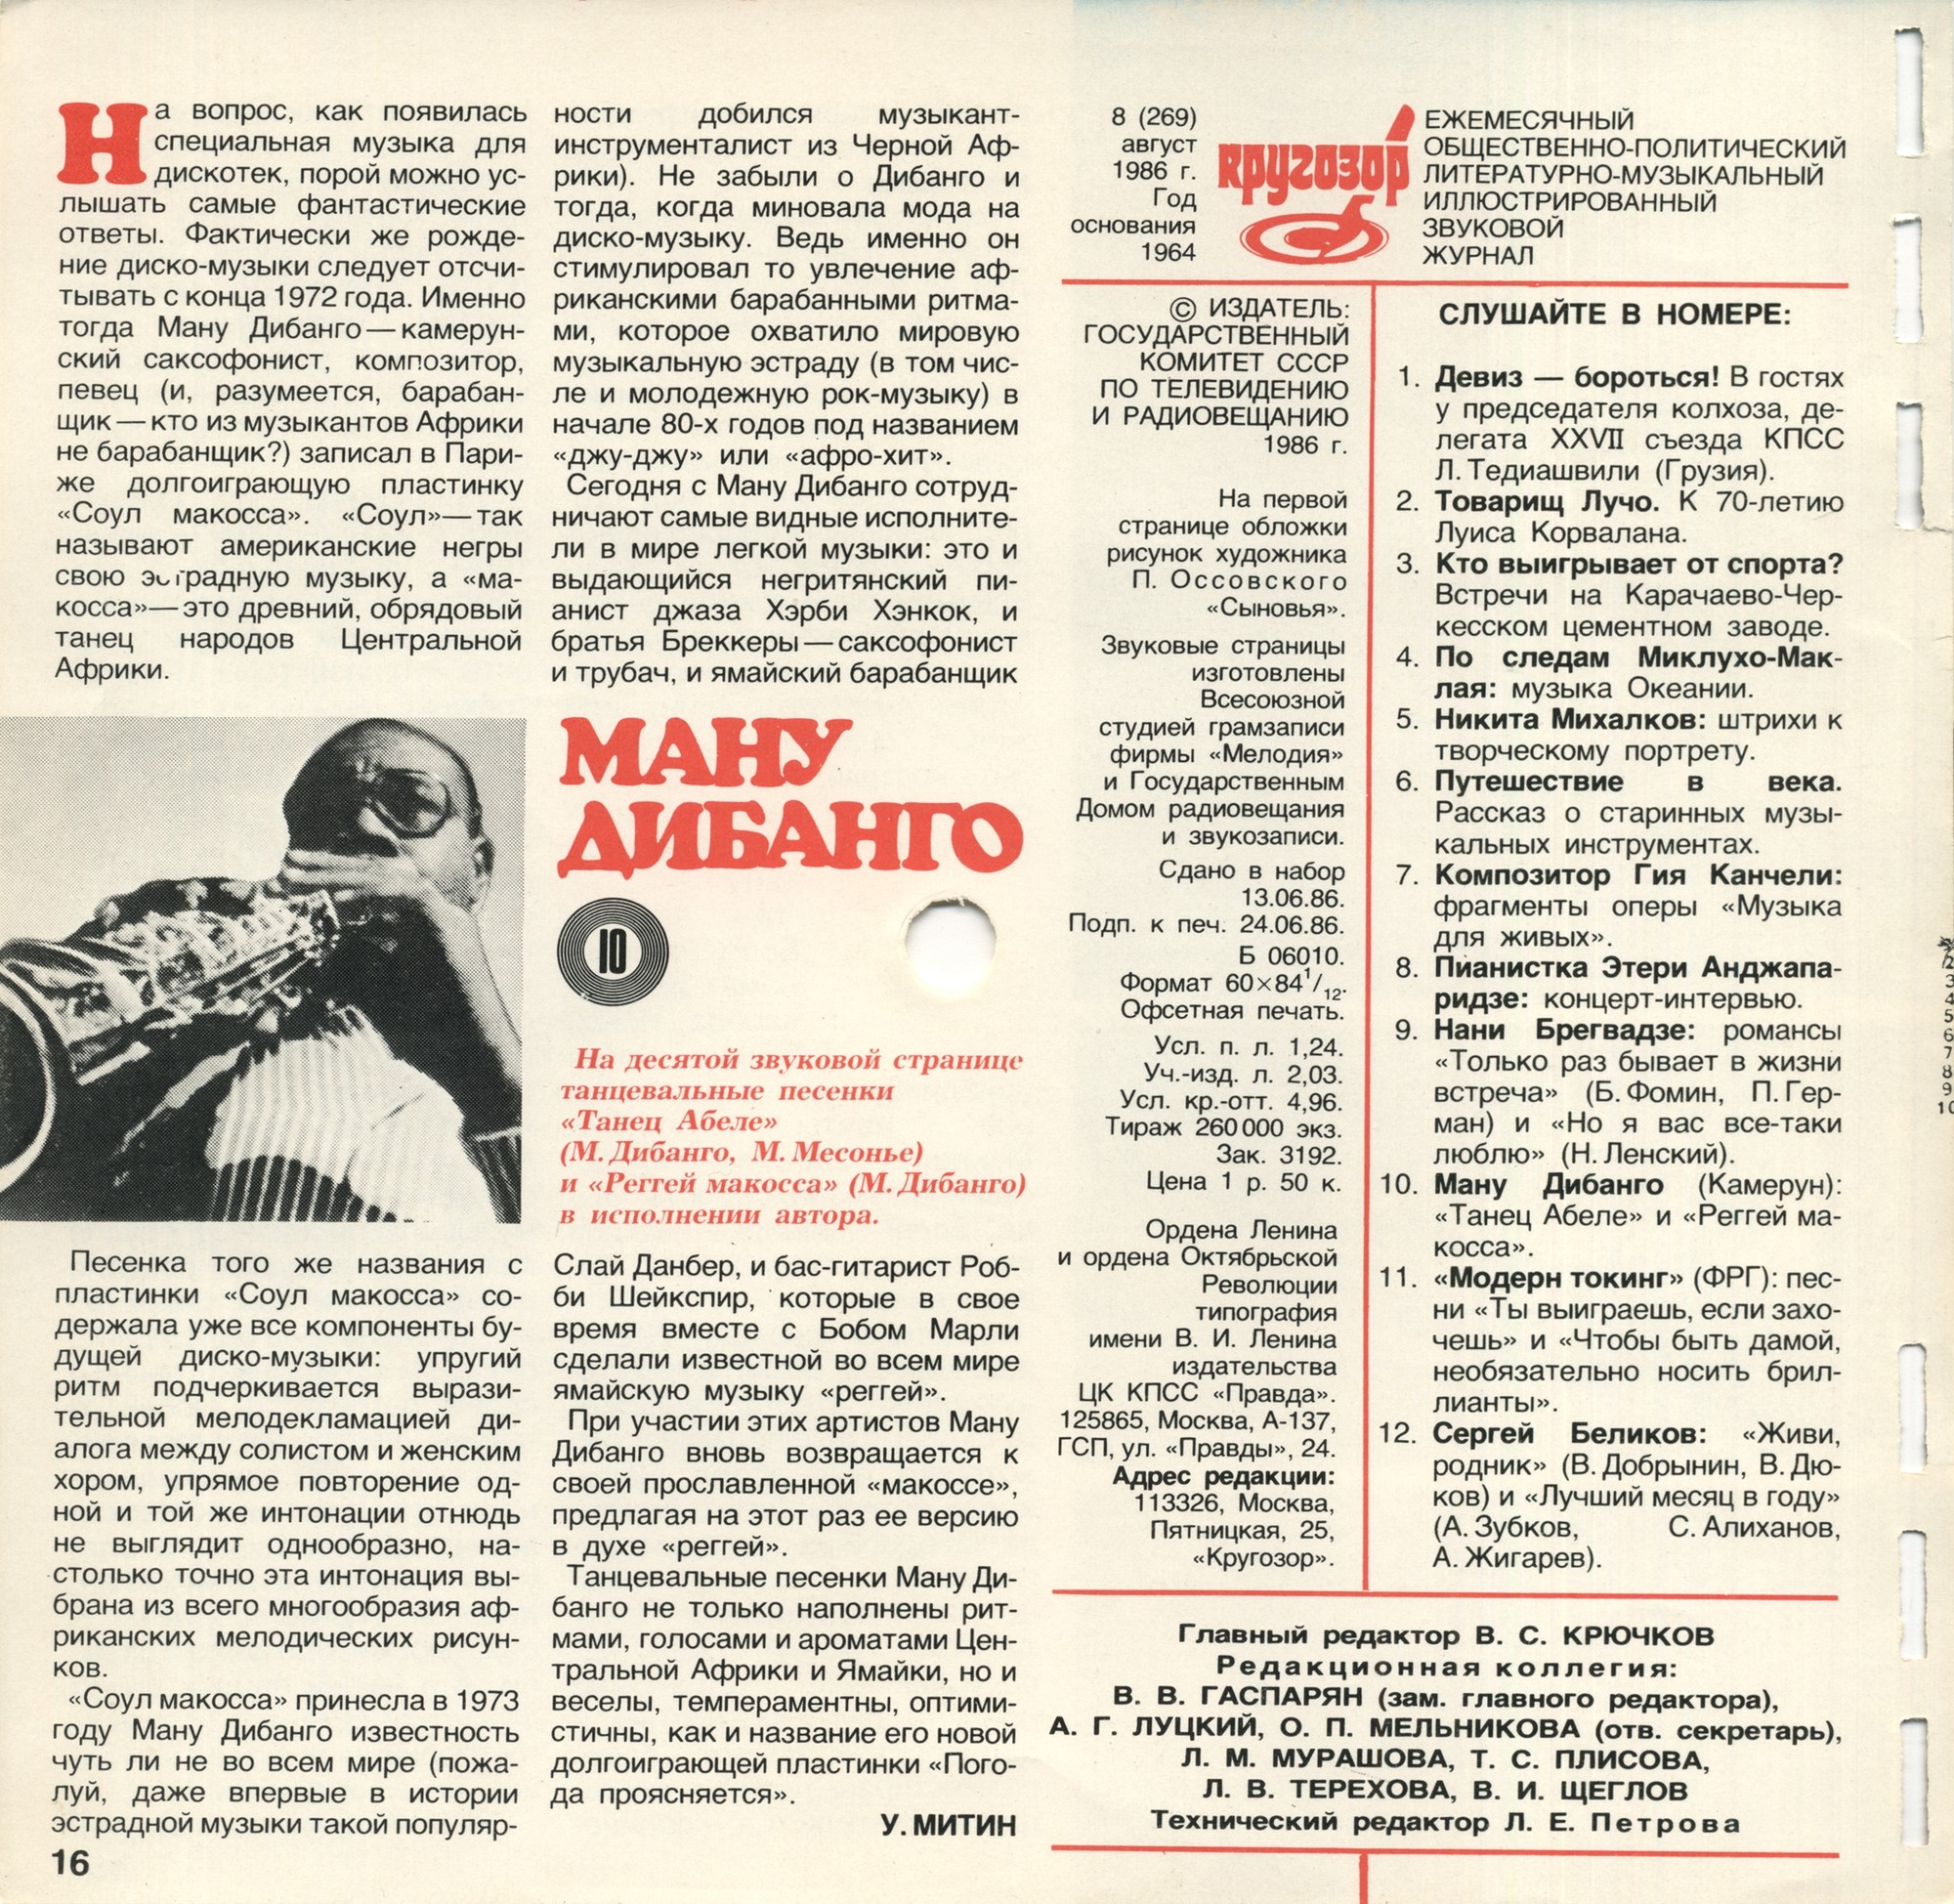 На вопрос, как появилась
специальная музыка для
дискотек, порой можно ус-
лышать самые фантастические
ответы. Фактически же рожде-
ние диско-музыки следует отсчи-
тывать с конца 1972 года. Именно
тогда Ману Дибанго — камерун-
ский саксофонист, композитор,
певец (и, разумеется, барабан-
щик — кто из музыкантов Африки
не барабанщик?) записал в Пари-
же долгоиграющую пластинку
«Соул макосса». «Соул»— так
называют американские негры
свою эстрадную музыку, а «ма-
косса»— это древний, обрядовый
танец народов Центральной
Африки.
Песенка того же названия с
пластинки «Соул макосса» со-
держала уже все компоненты бу-
дущей диско-музыки: упругий
ритм подчеркивается вырази-
тельной мелодекламацией ди-
алога между солистом и женским
хором, упрямое повторение од-
ной и той же интонации отнюдь
не выглядит однообразно, на-
столько точно эта интонация вы-
брана из всего многообразия аф-
риканских мелодических рисун-
ков.
«Соул макосса» принесла в 1973
году Ману Дибанго известность
чуть ли не во всем мире (пожа-
луй, даже впервые в истории
эстрадной музыки такой популяр-
16
ности добился музыкант-
инструменталист из Черной Аф-
рики). Не забыли о Дибанго и
тогда, когда миновала мода на
диско-музыку. Ведь именно он
стимулировал то увлечение аф-
риканскими барабанными ритма-
ми, которое охватило мировую
музыкальную эстраду (в том чис-
ле и молодежную рок-музыку) в
начале 80-х годов под названием
«джу-джу» или «афро-хит».
Сегодня с Ману Дибанго сотруд-
ничают самые видные исполните-
ли в мире легкой музыки: это и
выдающийся негритянский пи-
анист джаза Хэрби Хэнкок, и
братья Бреккеры — саксофонист
и трубач, и ямайский барабанщик
МАНУ
ДИБАНГО
10
На десятой звуковой странице
танцевальные песенки
«Танец Абеле»
(М. Дибанго, М. Месонье)
и «Реггей макосса» (М. Дибанго)
в исполнении автора.
Слай Данбер, и бас-гитарист Роб-
би Шейкспир, которые в свое
время вместе с Бобом Марли
сделали известной во всем мире
ямайскую музыку «реггей».
При участии этих артистов Ману
Дибанго вновь возвращается к
своей прославленной «макоссе»,
предлагая на этот раз ее версию
в духе «реггей».
Танцевальные песенки Ману Ди-
банго не только наполнены рит-
мами, голосами и ароматами Цен-
тральной Африки и Ямайки, но и
веселы, темпераментны, оптими-
стичны, как и название его новой
долгоиграющей пластинки «Пого-
да проясняется».
У. МИТИН
8 (269)
август
1986 г.
Год
основания
1964
Кругозор
ЕЖЕМЕСЯЧНЫЙ
ОБЩЕСТВЕННО-ПОЛИТИЧЕСКИЙ
ЛИТЕРАТУРНО-МУЗЫКАЛЬНЫЙ
ИЛЛЮСТРИРОВАННЫЙ
ЗВУКОВОЙ
ЖУРНАЛ
© ИЗДАТЕЛЬ:
ГОСУДАРСТВЕННЫЙ
КОМИТЕТ СССР
ПО ТЕЛЕВИДЕНИЮ
И РАДИОВЕЩАНИЮ
1986 г.
На первой
странице обложки
рисунок художника
П. Оссовского
«Сыновья».
Звуковые страницы
изготовлены
Всесоюзной
студией грамзаписи
фирмы «Мелодия»
и Государственным
Домом радиовещания
и звукозаписи.
Сдано в набор
13.06.86.
Подп. к печ. 24.06.86.
Б 06010.
Формат 60×84 1/12.
Офсетная печать.
Усл. п. л. 1,24.
Уч.-изд. л. 2,03.
Усл. кр.-отт. 4,96.
Тираж 260 000 экз.
Зак. 3192.
Цена 1 р. 50 к.
Ордена Ленина
и ордена Октябрьской
Революции
типография
имени В. И. Ленина
издательства
ЦК КПСС «Правда».
125865, Москва, А-137,
ГСП, ул. «Правды», 24.
Адрес редакции:
113326, Москва,
Пятницкая, 25,
«Кругозор».
СЛУШАЙТЕ В НОМЕРЕ:
1. Девиз — бороться! В гостях
у председателя колхоза, де-
легата XXVII съезда КПСС
Л. Тедиашвили (Грузия).
2. Товарищ Лучо. К 70-летию
Луиса Корвалана.
3. Кто выигрывает от спорта?
Встречи на Карачаево-Чер-
кесском цементном заводе.
4. По следам Миклухо-Мак-
лая: музыка Океании.
5. Никита Михалков: штрихи к
творческому портрету.
6. Путешествие в века.
Рассказ о старинных музы-
кальных инструментах.
7. Композитор Гия Канчели:
фрагменты оперы «Музыка
для живых».
8. Пианистка Этери Анджапа-
ридзе: концерт-интервью.
9. Нани Брегвадзе: романсы
«Только раз бывает в жизни
встреча» (Б. Фомин, П. Гер-
ман) и «Но я вас все-таки
люблю» (Н. Ленский).
10. Ману Дибанго (Камерун):
«Танец Абеле» и «Реггей ма-
косса».
11. «Модерн токинг» (ФРГ): пес-
ни «Ты выиграешь, если захо-
чешь» и «Чтобы быть дамой,
необязательно носить брил-
лианты».
12. Сергей Беликов: «Живи,
родник» (В. Добрынин, В. Дю-
ков) и «Лучший месяц в году»
(А. Зубков, С. Алиханов,
А. Жигарев).
Главный редактор В. С. КРЮЧКОВ
Редакционная коллегия:
В. В. ГАСПАРЯН (зам. главного редактора),
А. Г. ЛУЦКИЙ, О. П. МЕЛЬНИКОВА (отв. секретарь),
Л. М. МУРАШОВА, Т. С. ПЛИСОВА,
Л. В. ТЕРЕХОВА, В. И. ЩЕГЛОВ
Технический редактор Л. Е. Петрова